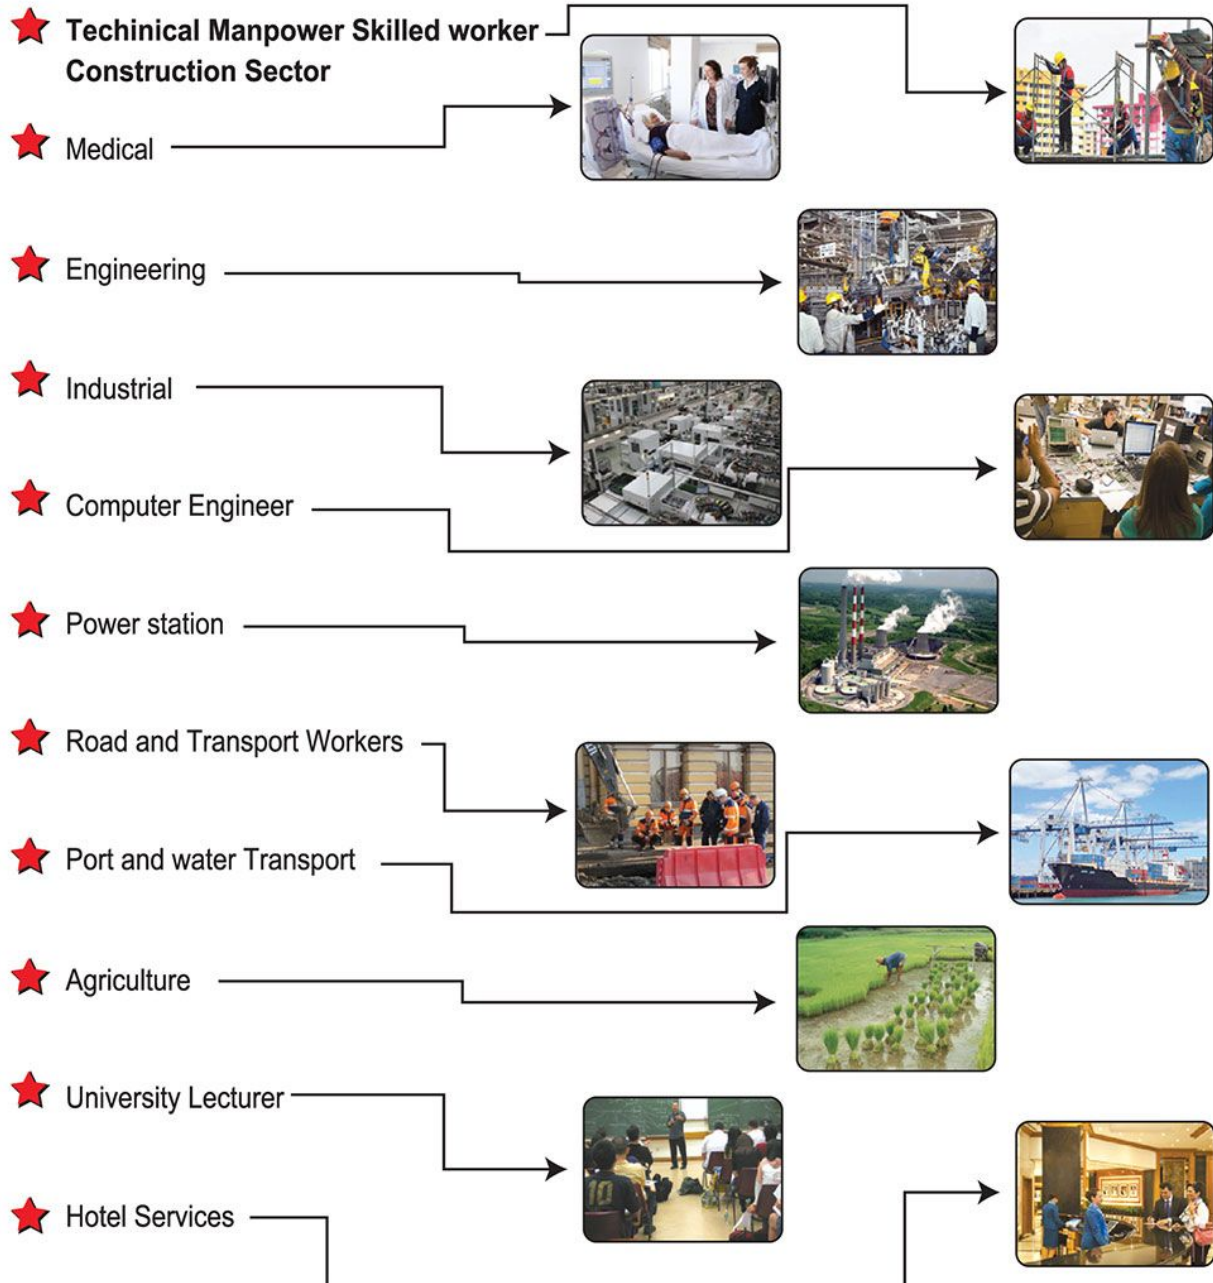 Techinical Manpower Skilled worker
Construction Sector
Medical
Engineering
Industrial
Computer Engineer
Power station
Road and Transport Workers
Port and water Transport
Agriculture
University Lecturer
Hotel Services